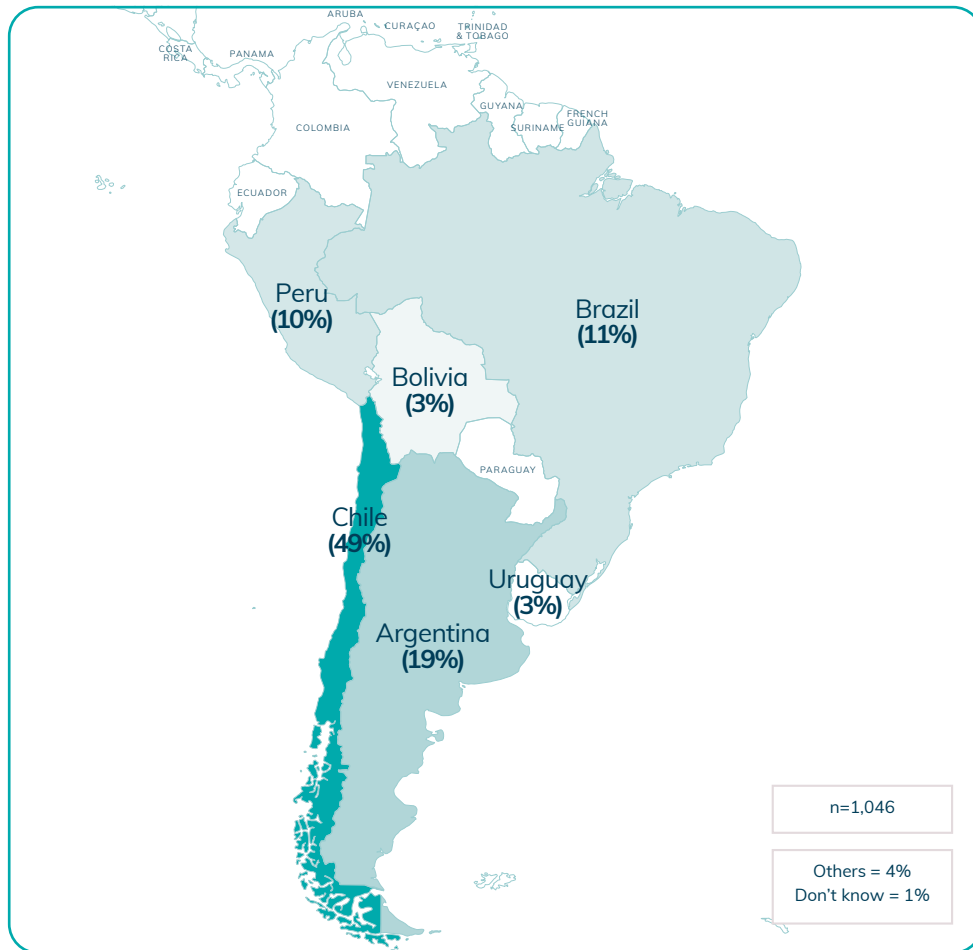 ARUBA
CURAÇAO
TRINIDAD
& TOBAGO
COSTA
RICA
PANAMA
VENEZUELA
GUYANA
FRENCH
GUIANA
SURINAME
COLOMBIA
ECUADOR
Peru
(10%)
Brazil
(11%)
Bolivia
(3%)
PARAGUAY
Chile
(49%)
Uruguay
(3%)
Argentina
(19%)
n=1,046
Others = 4%
Don’t know = 1%